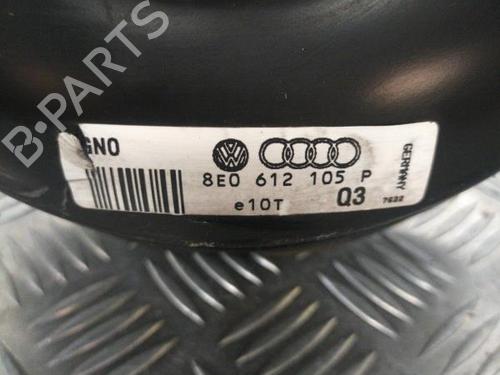 B-PARTS
GNO
8E0 612 105 P
e10T Q3
GERMANY
7632